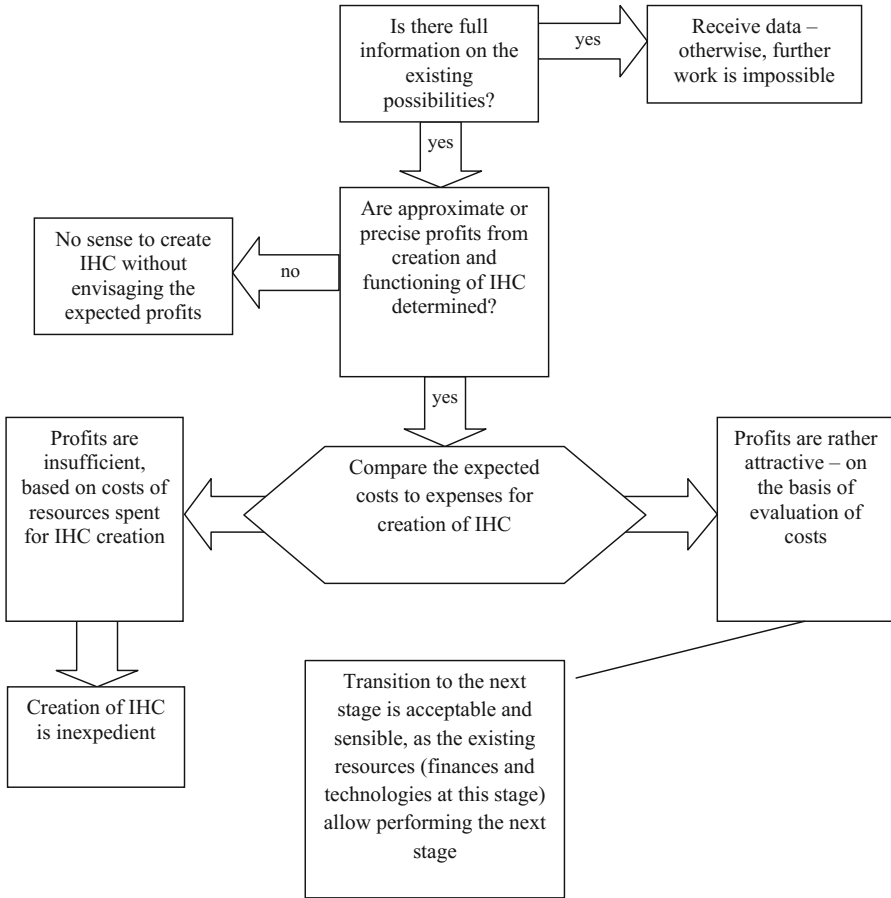 Is there full
information on the
existing
possibilities?
yes
Receive data –
otherwise, further
work is impossible
yes
Are approximate or
precise profits from
creation and
functioning of IHC
determined?
no
No sense to create
IHC without
envisaging the
expected profits
yes
Compare the expected
costs to expenses for
creation of IHC
Profits are
insufficient,
based on costs of
resources spent
for IHC creation
Profits are rather
attractive – on
the basis of
evaluation of
costs
Creation of IHC
is inexpedient
Transition to the next
stage is acceptable and
sensible, as the existing
resources (finances and
technologies at this stage)
allow performing the next
stage